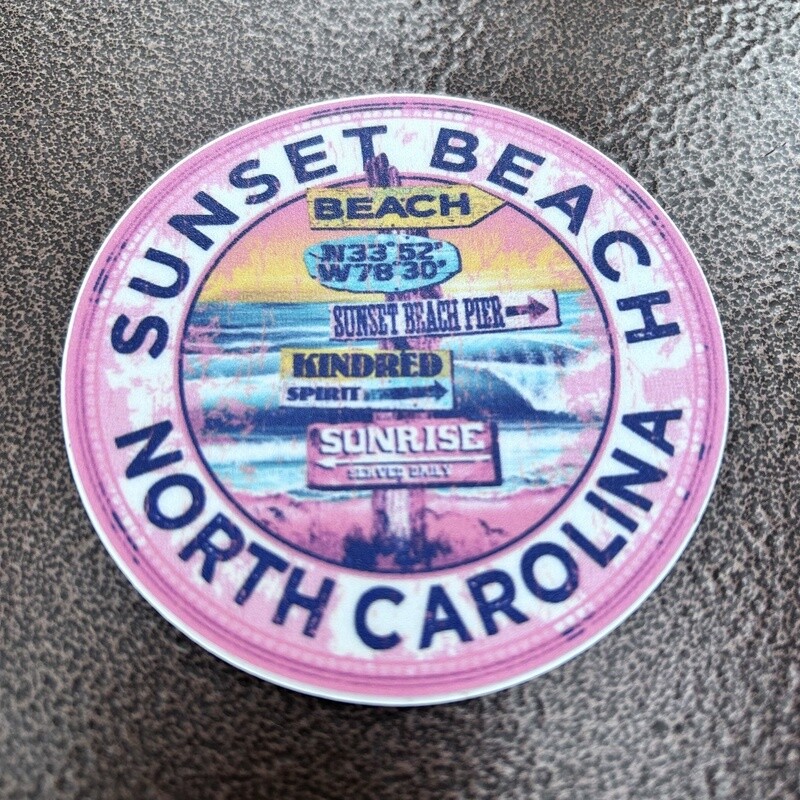 SUNSET BEACH
BEACH
N33°52'
W78°30'
SUNSET BEACH PIER
KINDRED
SPIRIT
SUNRISE
SERVED DAILY
NORTH CAROLINA